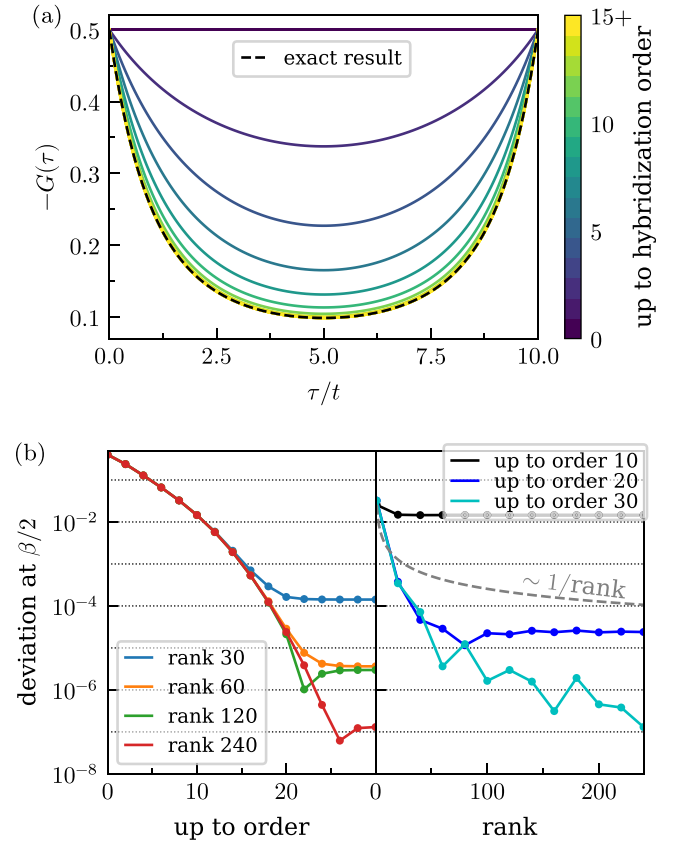 (a)
0.5
0.4
0.3
0.2
0.1
−G(τ)
exact result
0.0
2.5
5.0
7.5
10.0
τ/t
15+
10
5
0
up to hybridization order
(b)
10⁻²
10⁻⁴
10⁻⁶
10⁻⁸
deviation at β/2
rank 30
rank 60
rank 120
rank 240
0
10
20
up to order
up to order 10
up to order 20
up to order 30
~ 1/rank
0
100
200
rank